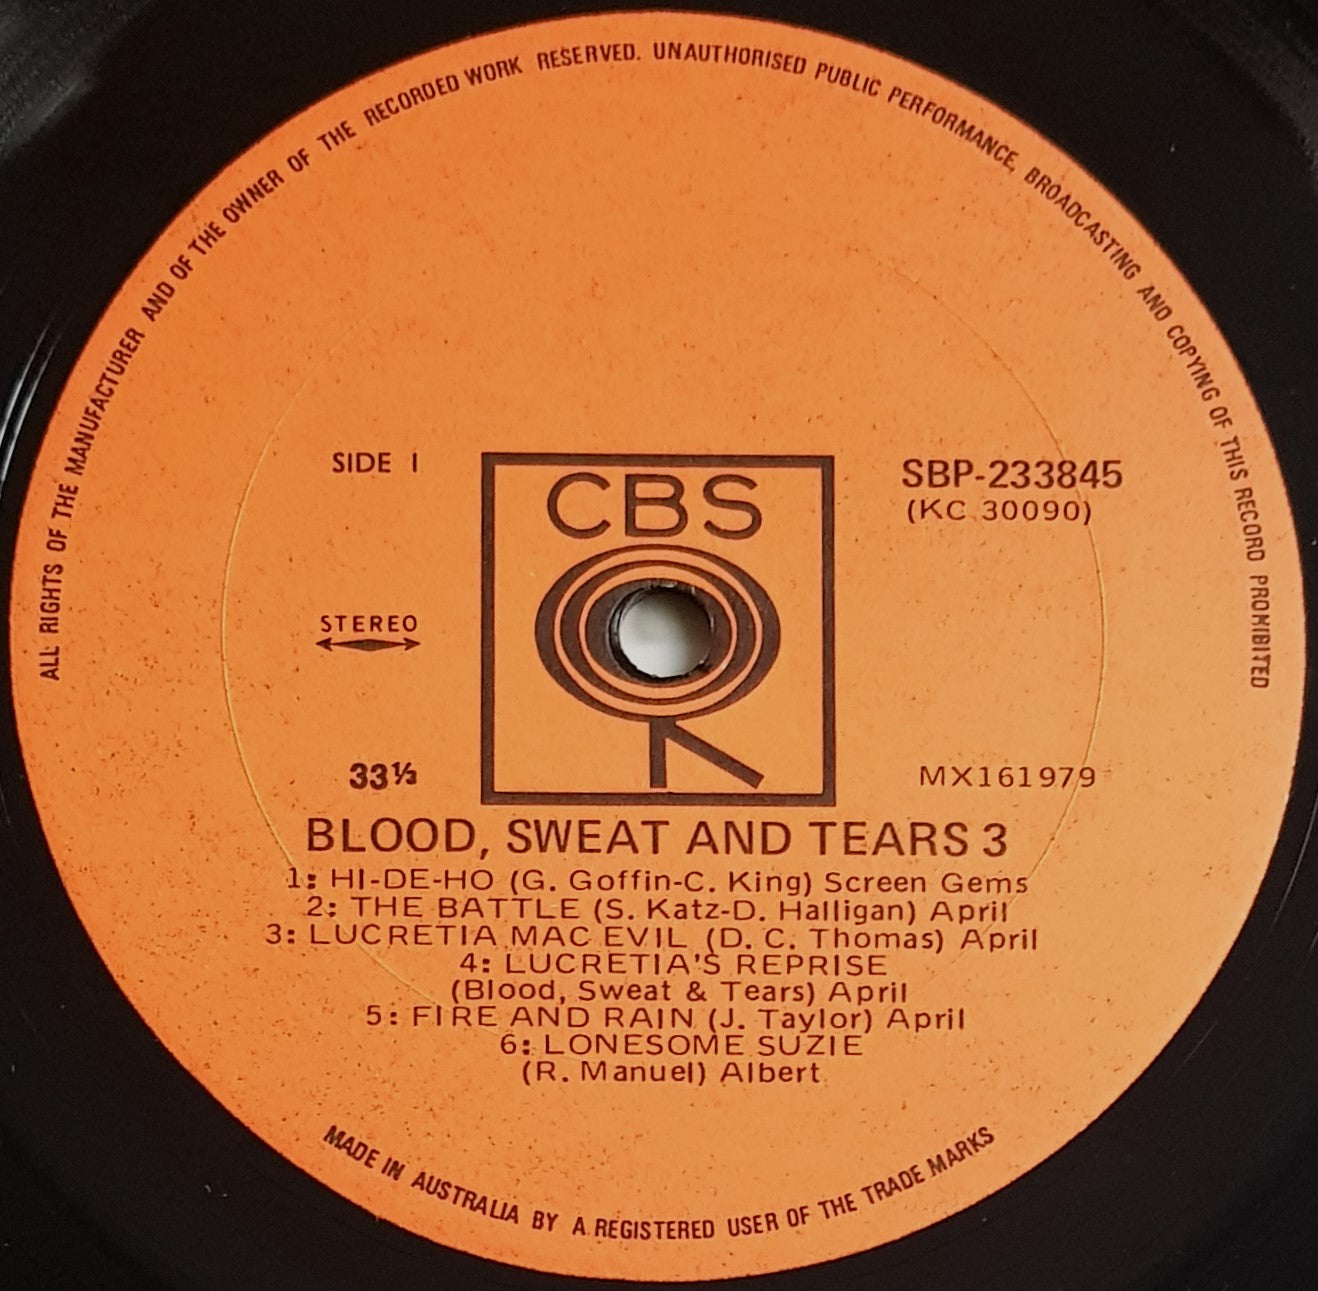 ALL RIGHTS OF THE MANUFACTURER AND OF THE OWNER OF THE RECORDED WORK RESERVED. UNAUTHORISED PUBLIC PERFORMANCE, BROADCASTING AND COPYING OF THIS RECORD PROHIBITED
SIDE 1
CBS
SBP-233845
(KC 30090)
STEREO
33⅓
MX161979
BLOOD, SWEAT AND TEARS 3
1: HI-DE-HO (G. Goffin-C. King) Screen Gems
2: THE BATTLE (S. Katz-D. Halligan) April
3: LUCRETIA MAC EVIL (D. C. Thomas) April
4: LUCRETIA'S REPRISE
(Blood, Sweat & Tears) April
5: FIRE AND RAIN (J. Taylor) April
6: LONESOME SUZIE
(R. Manuel) Albert
MADE IN AUSTRALIA BY A REGISTERED USER OF THE TRADE MARKS